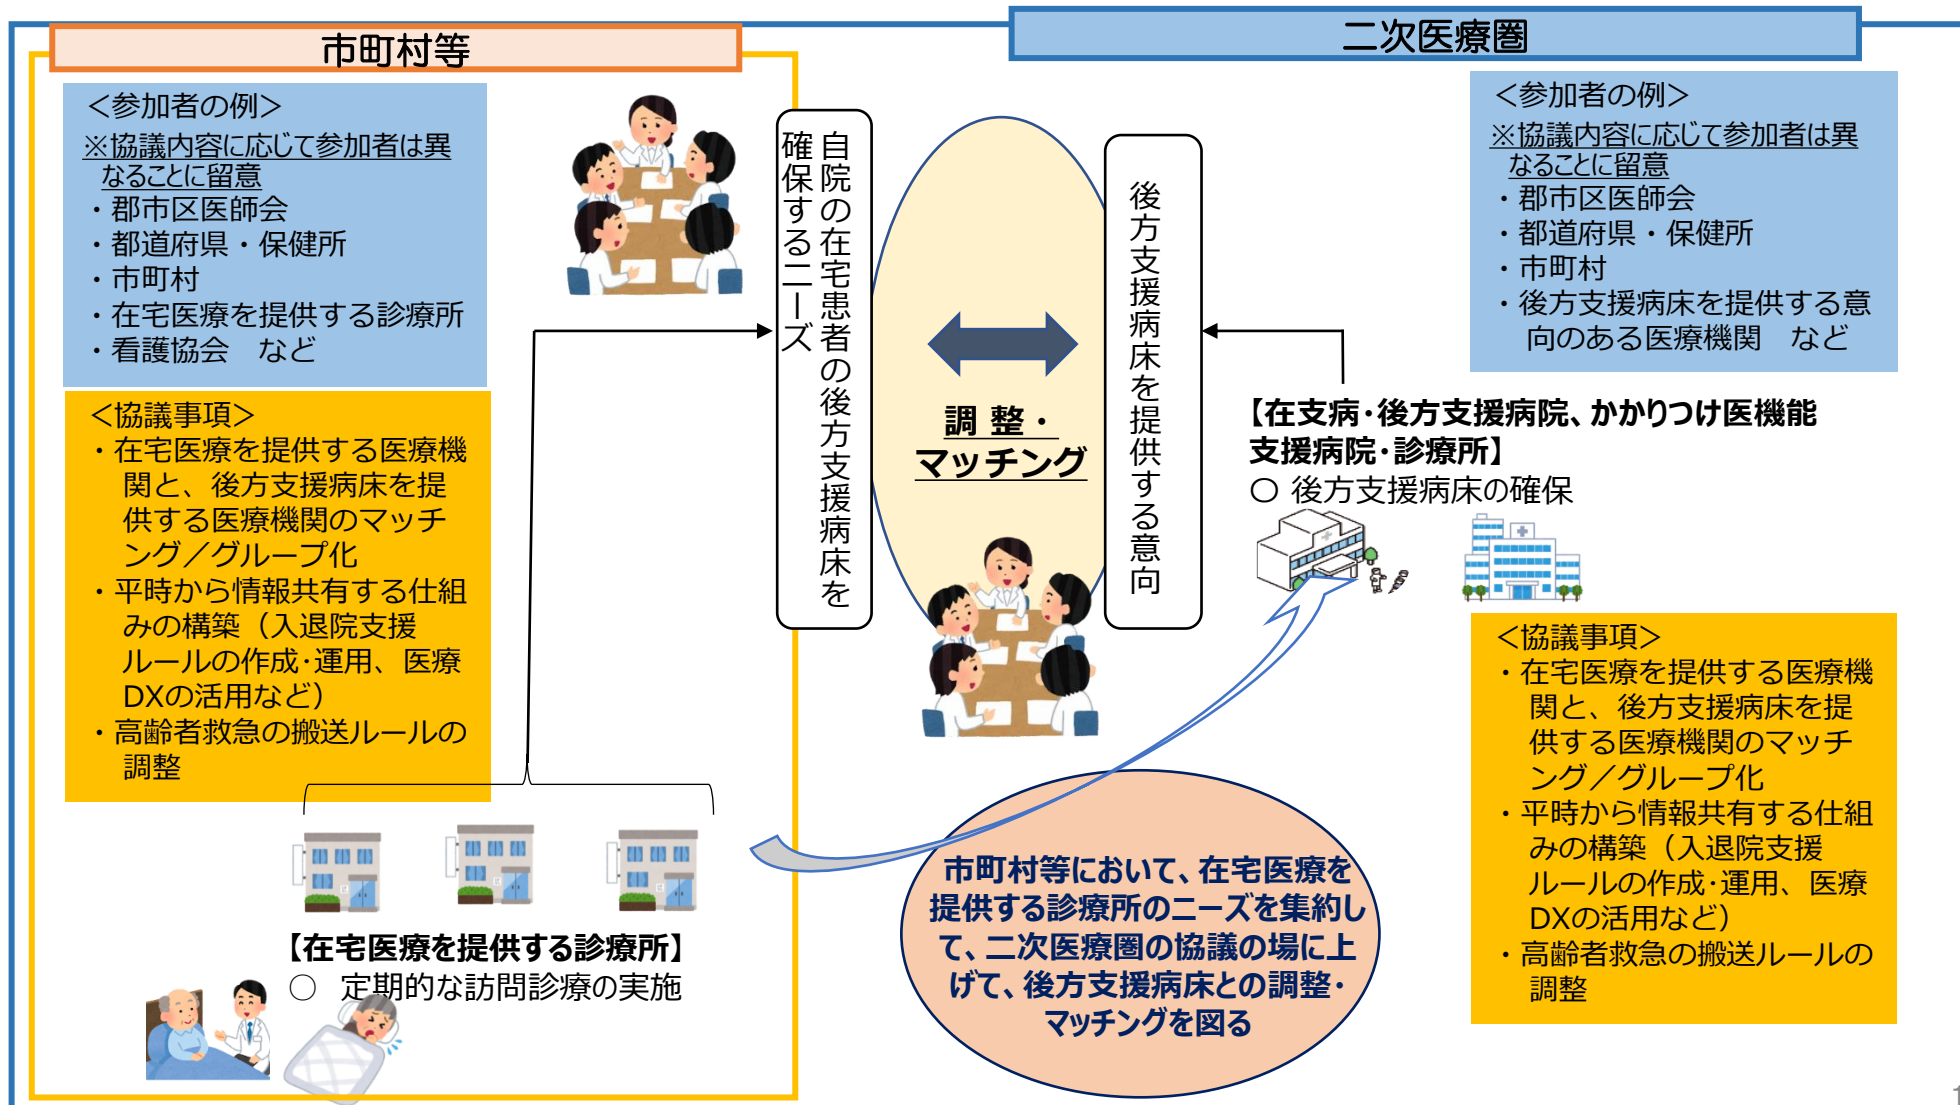 市町村等
二次医療圏
＜参加者の例＞
※協議内容に応じて参加者は異
なることに留意
・郡市区医師会
・都道府県・保健所
・市町村
・在宅医療を提供する診療所
・看護協会　など
＜協議事項＞
・在宅医療を提供する医療機
関と、後方支援病床を提
供する医療機関のマッチ
ング／グループ化
・平時から情報共有する仕組
みの構築（入退院支援
ルールの作成･運用、医療
DXの活用など）
・高齢者救急の搬送ルールの
調整
【在宅医療を提供する診療所】
○　定期的な訪問診療の実施
自院の在宅患者の後方支援病床を
確保するニーズ
調 整・
マッチング
後方支援病床を提供する意向
市町村等において、在宅医療を
提供する診療所のニーズを集約し
て、二次医療圏の協議の場に上
げて、後方支援病床との調整・
マッチングを図る
＜参加者の例＞
※協議内容に応じて参加者は異
なることに留意
・郡市区医師会
・都道府県・保健所
・市町村
・後方支援病床を提供する意
向のある医療機関　など
【在支病･後方支援病院、かかりつけ医機能
支援病院･診療所】
○ 後方支援病床の確保
＜協議事項＞
・在宅医療を提供する医療機
関と、後方支援病床を提
供する医療機関のマッチ
ング／グループ化
・平時から情報共有する仕組
みの構築（入退院支援
ルールの作成･運用、医療
DXの活用など）
・高齢者救急の搬送ルールの
調整